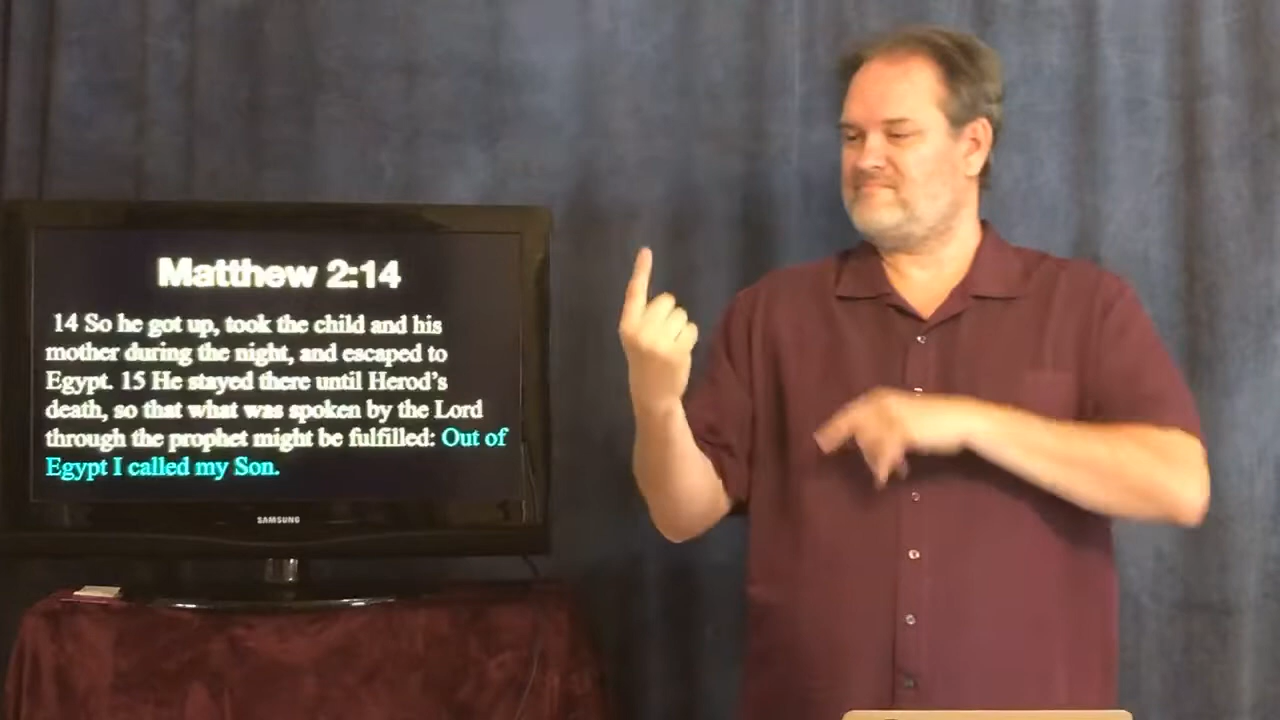 Matthew 2:14
14 So he got up, took the child and his
mother during the night, and escaped to
Egypt. 15 He stayed there until Herod's
death, so that what was spoken by the Lord
through the prophet might be fulfilled: Out of
Egypt I called my Son.
SAMSUNG